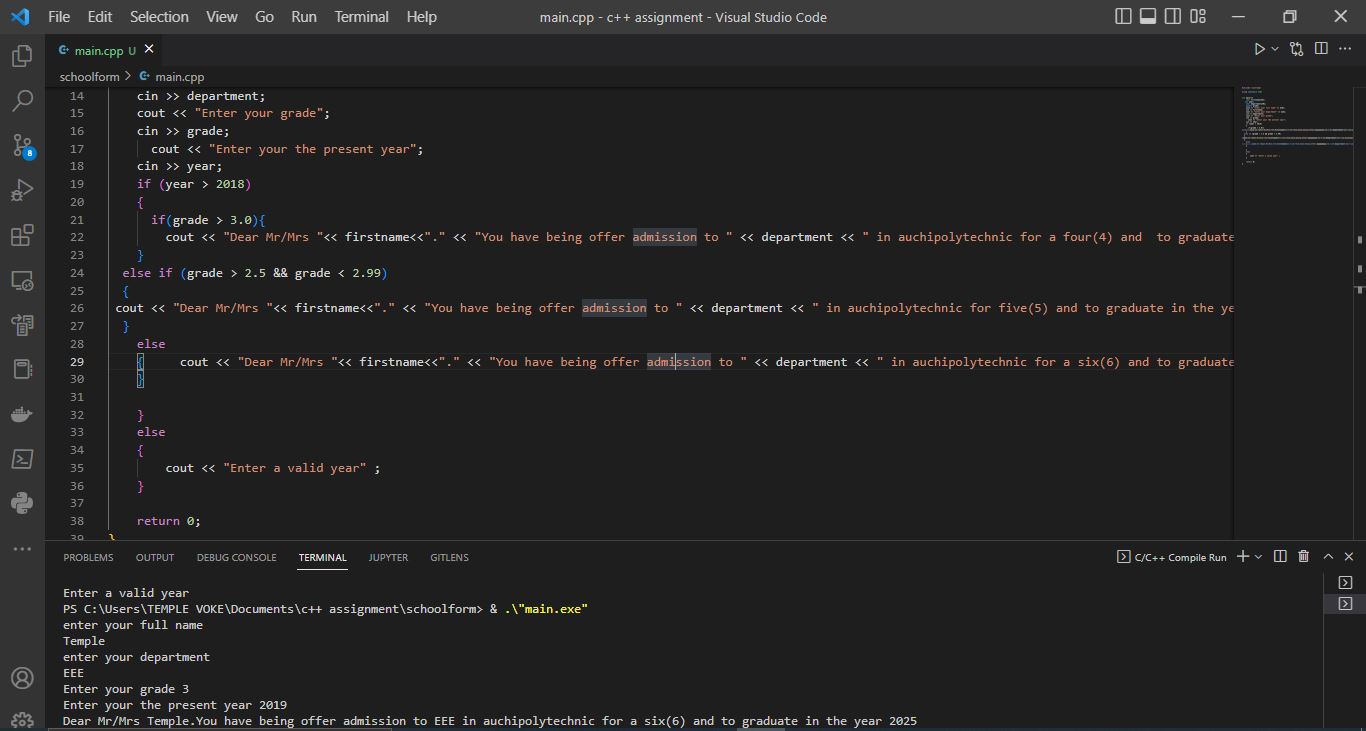 File Edit Selection View Go Run Terminal Help
main.cpp - c++ assignment - Visual Studio Code
main.cpp U
schoolform > main.cpp
14 cin >> department;
15 cout << "Enter your grade";
16 cin >> grade;
17 cout << "Enter your the present year";
18 cin >> year;
19 if (year > 2018)
20 {
21 if(grade > 3.0){
22 cout << "Dear Mr/Mrs "<< firstname<<"." << "You have being offer admission to " << department << " in auchipolytechnic for a four(4) and  to graduate
23 }
24 else if (grade > 2.5 && grade < 2.99)
25 {
26 cout << "Dear Mr/Mrs "<< firstname<<"." << "You have being offer admission to " << department << " in auchipolytechnic for five(5) and to graduate in the ye
27 }
28 else
29 { cout << "Dear Mr/Mrs "<< firstname<<"." << "You have being offer admission to " << department << " in auchipolytechnic for a six(6) and to graduate
30 }
31
32 }
33 else
34 {
35 cout << "Enter a valid year" ;
36 }
37
38 return 0;
39 }
8
PROBLEMS OUTPUT DEBUG CONSOLE TERMINAL JUPYTER GITLENS
C/C++ Compile Run
Enter a valid year
PS C:\Users\TEMPLE VOKE\Documents\c++ assignment\schoolform> & .\"main.exe"
enter your full name
Temple
enter your department
EEE
Enter your grade 3
Enter your the present year 2019
Dear Mr/Mrs Temple.You have being offer admission to EEE in auchipolytechnic for a six(6) and to graduate in the year 2025